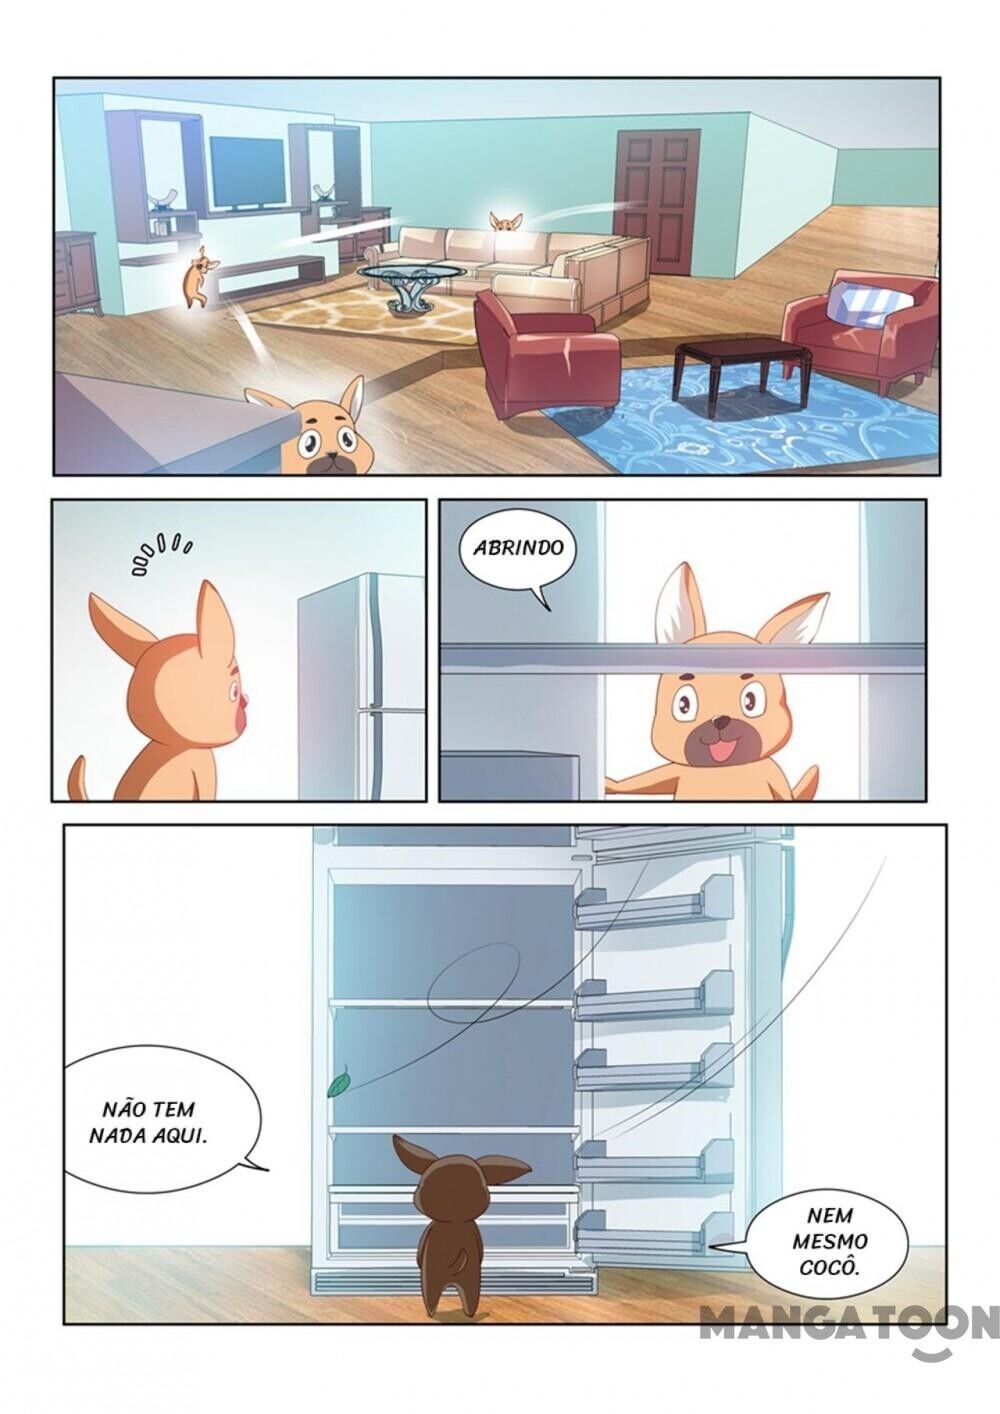 ABRINDO
NÃO TEM
NADA AQUI.
NEM
MESMO
COCÔ.
MANGATOON